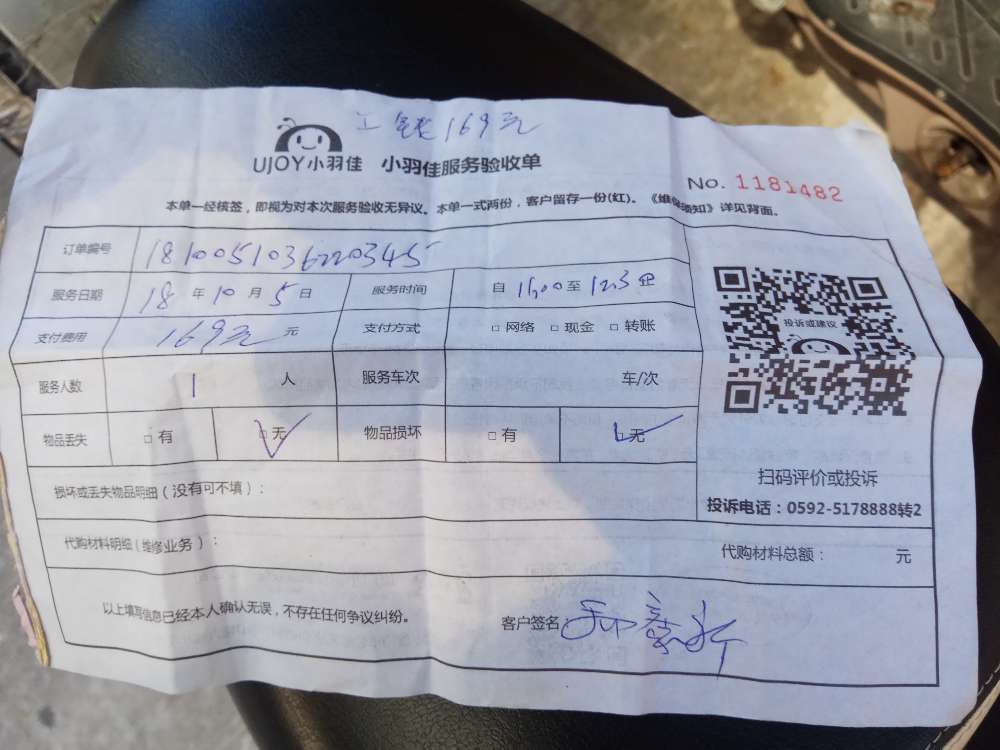 工钱169元
UJOY小羽佳 小羽佳服务验收单
No. 1181482
本单一经核签，即视为对本次服务验收无异议。本单一式两份，客户留存一份(红)。《维保须知》详见背面。
订单编号 18100510362203345
服务日期 18 年 10 月 5 日 服务时间 自 11:00 至
支付费用 169元 元 支付方式 □ 网络 □ 现金 □ 转账
服务人数 1 人 服务车次 车/次
物品丢失 □ 有 □ 无 ✓ 物品损坏 □ 有 □ 无 ✓
投诉或建议
扫码评价或投诉
投诉电话：0592-5178888转2
损坏或丢失物品明细（没有可不填）：
代购材料明细（维修业务）： 代购材料总额： 元
以上填写信息已经本人确认无误，不存在任何争议纠纷。 客户签名：